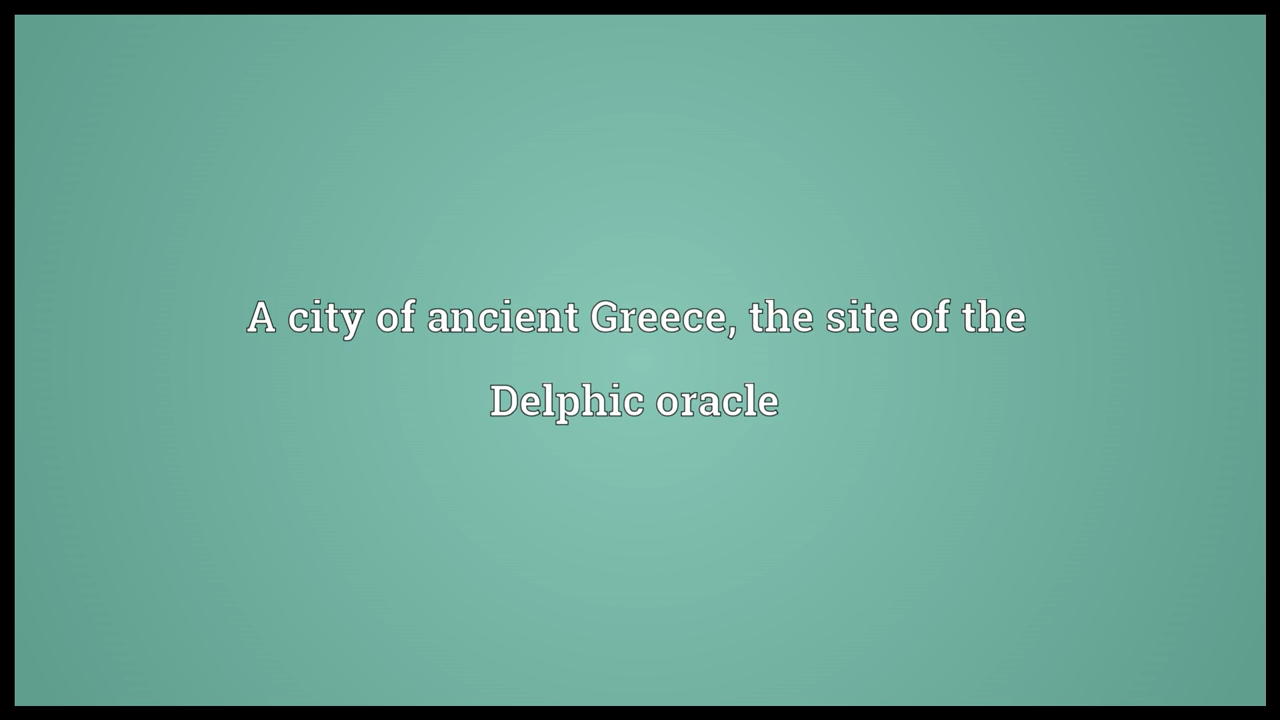 A city of ancient Greece, the site of the
Delphic oracle